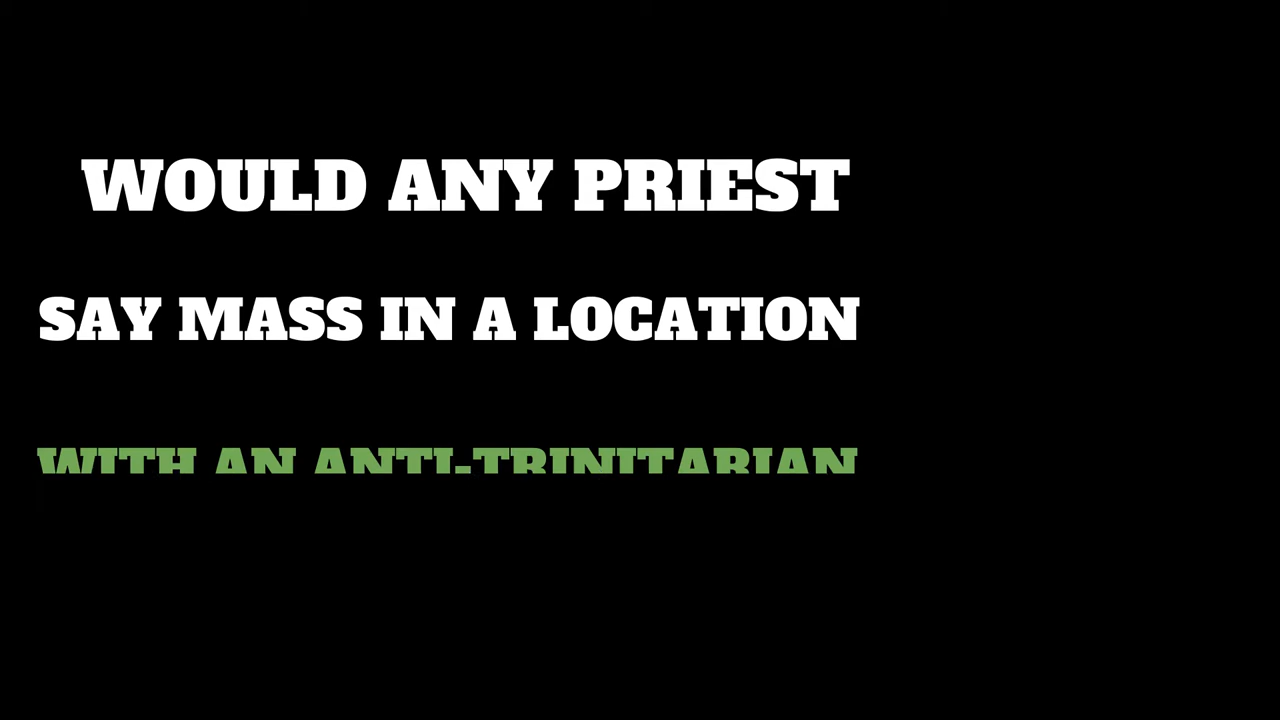 WOULD ANY PRIEST
SAY MASS IN A LOCATION
WITH AN ANTI-TRINITARIAN